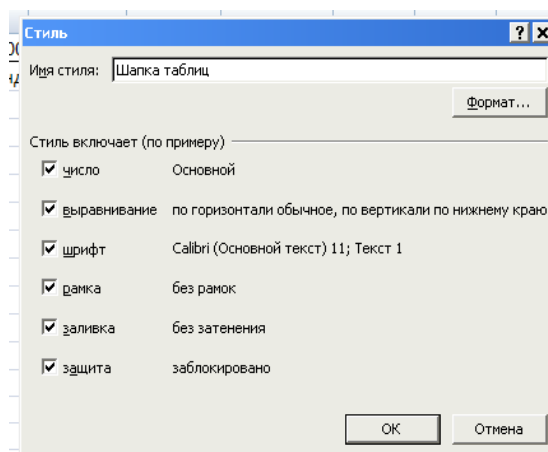 Стиль
Имя стиля: Шапка таблиц
Формат...
Стиль включает (по примеру)
число Основной
выравнивание по горизонтали обычное, по вертикали по нижнему краю
шрифт Calibri (Основной текст) 11; Текст 1
рамка без рамок
заливка без затенения
защита заблокировано
ОК Отмена